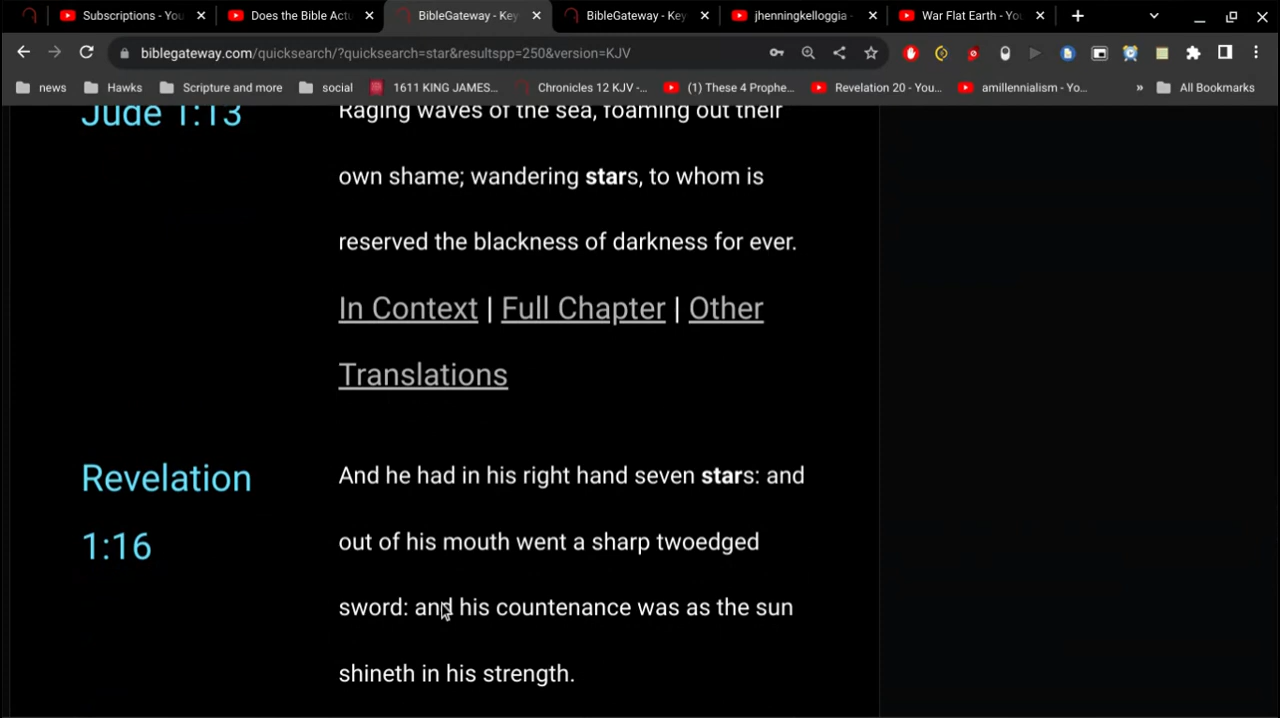 Subscriptions - You
Does the Bible Actu
BibleGateway - Key
BibleGateway - Key
jhenningkelloggia -
War Flat Earth - You
biblegateway.com/quicksearch/?quicksearch=star&resultspp=250&version=KJV
news
Hawks
Scripture and more
social
1611 KING JAMES...
Chronicles 12 KJV -...
(1) These 4 Prophe...
Revelation 20 - You...
amillennialism - Yo...
»
All Bookmarks
Jude 1:13
Raging waves of the sea, foaming out their
own shame; wandering stars, to whom is
reserved the blackness of darkness for ever.
In Context | Full Chapter | Other
Translations
Revelation
1:16
And he had in his right hand seven stars: and
out of his mouth went a sharp twoedged
sword: and his countenance was as the sun
shineth in his strength.